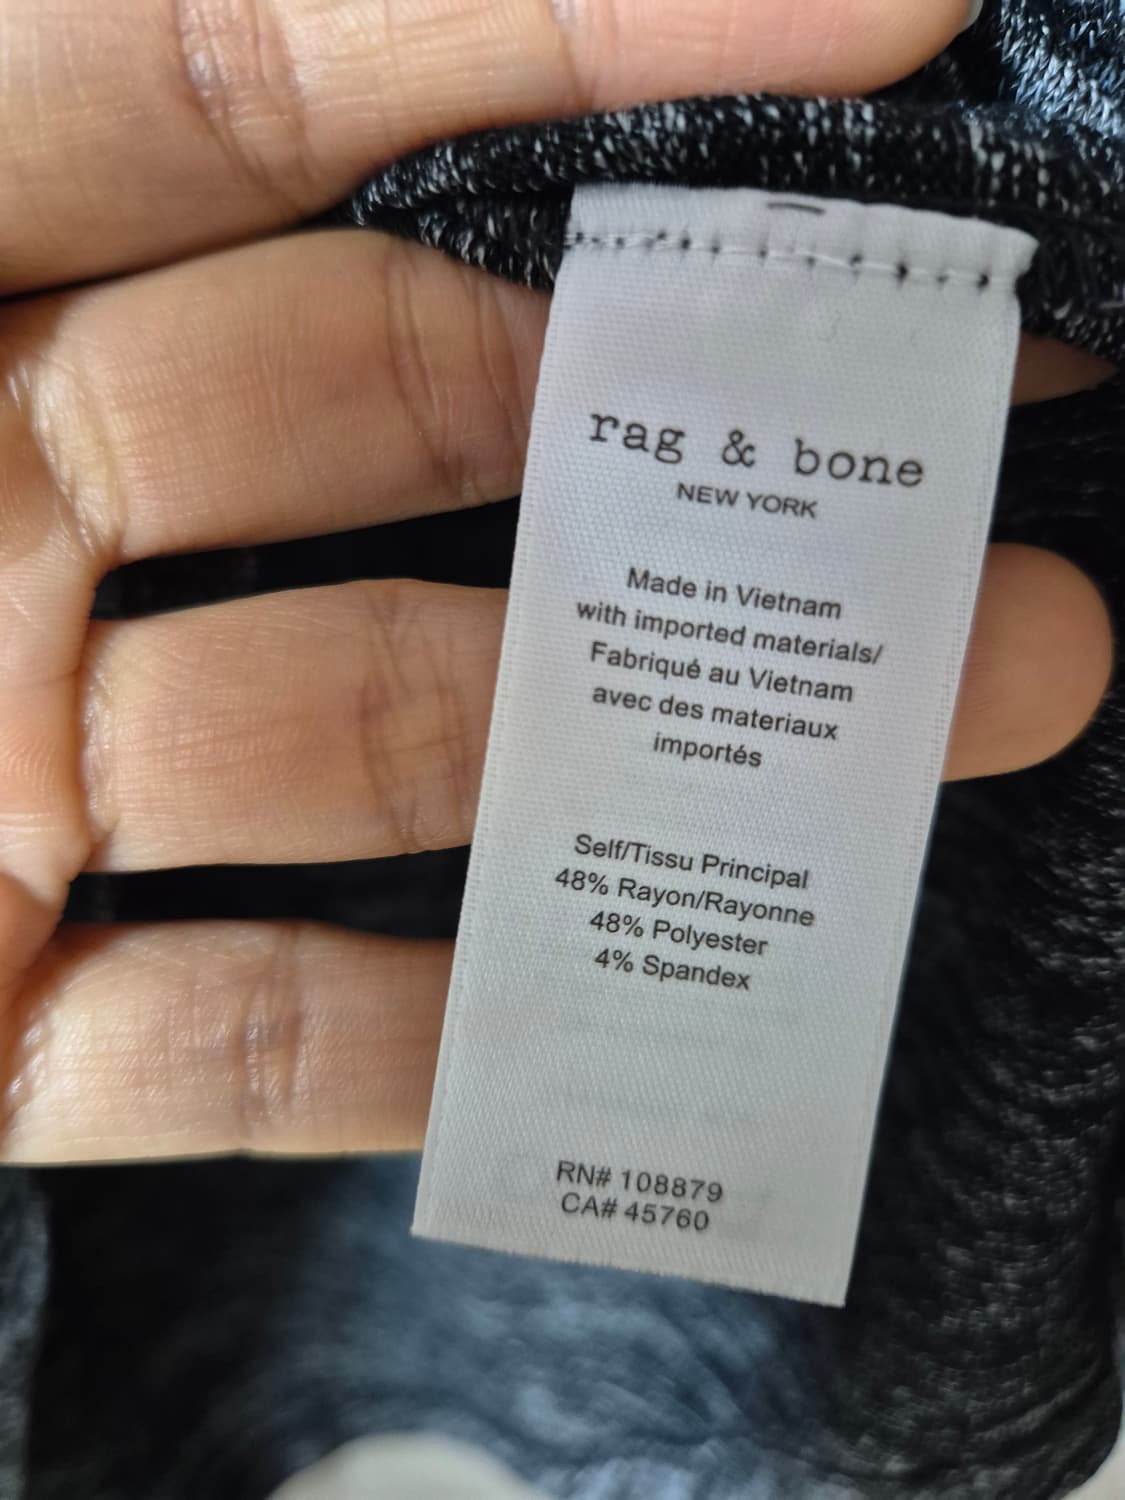 rag & bone
NEW YORK
Made in Vietnam
with imported materials/
Fabriqué au Vietnam
avec des materiaux
importés
Self/Tissu Principal
48% Rayon/Rayonne
48% Polyester
4% Spandex
RN# 108879
CA# 45760